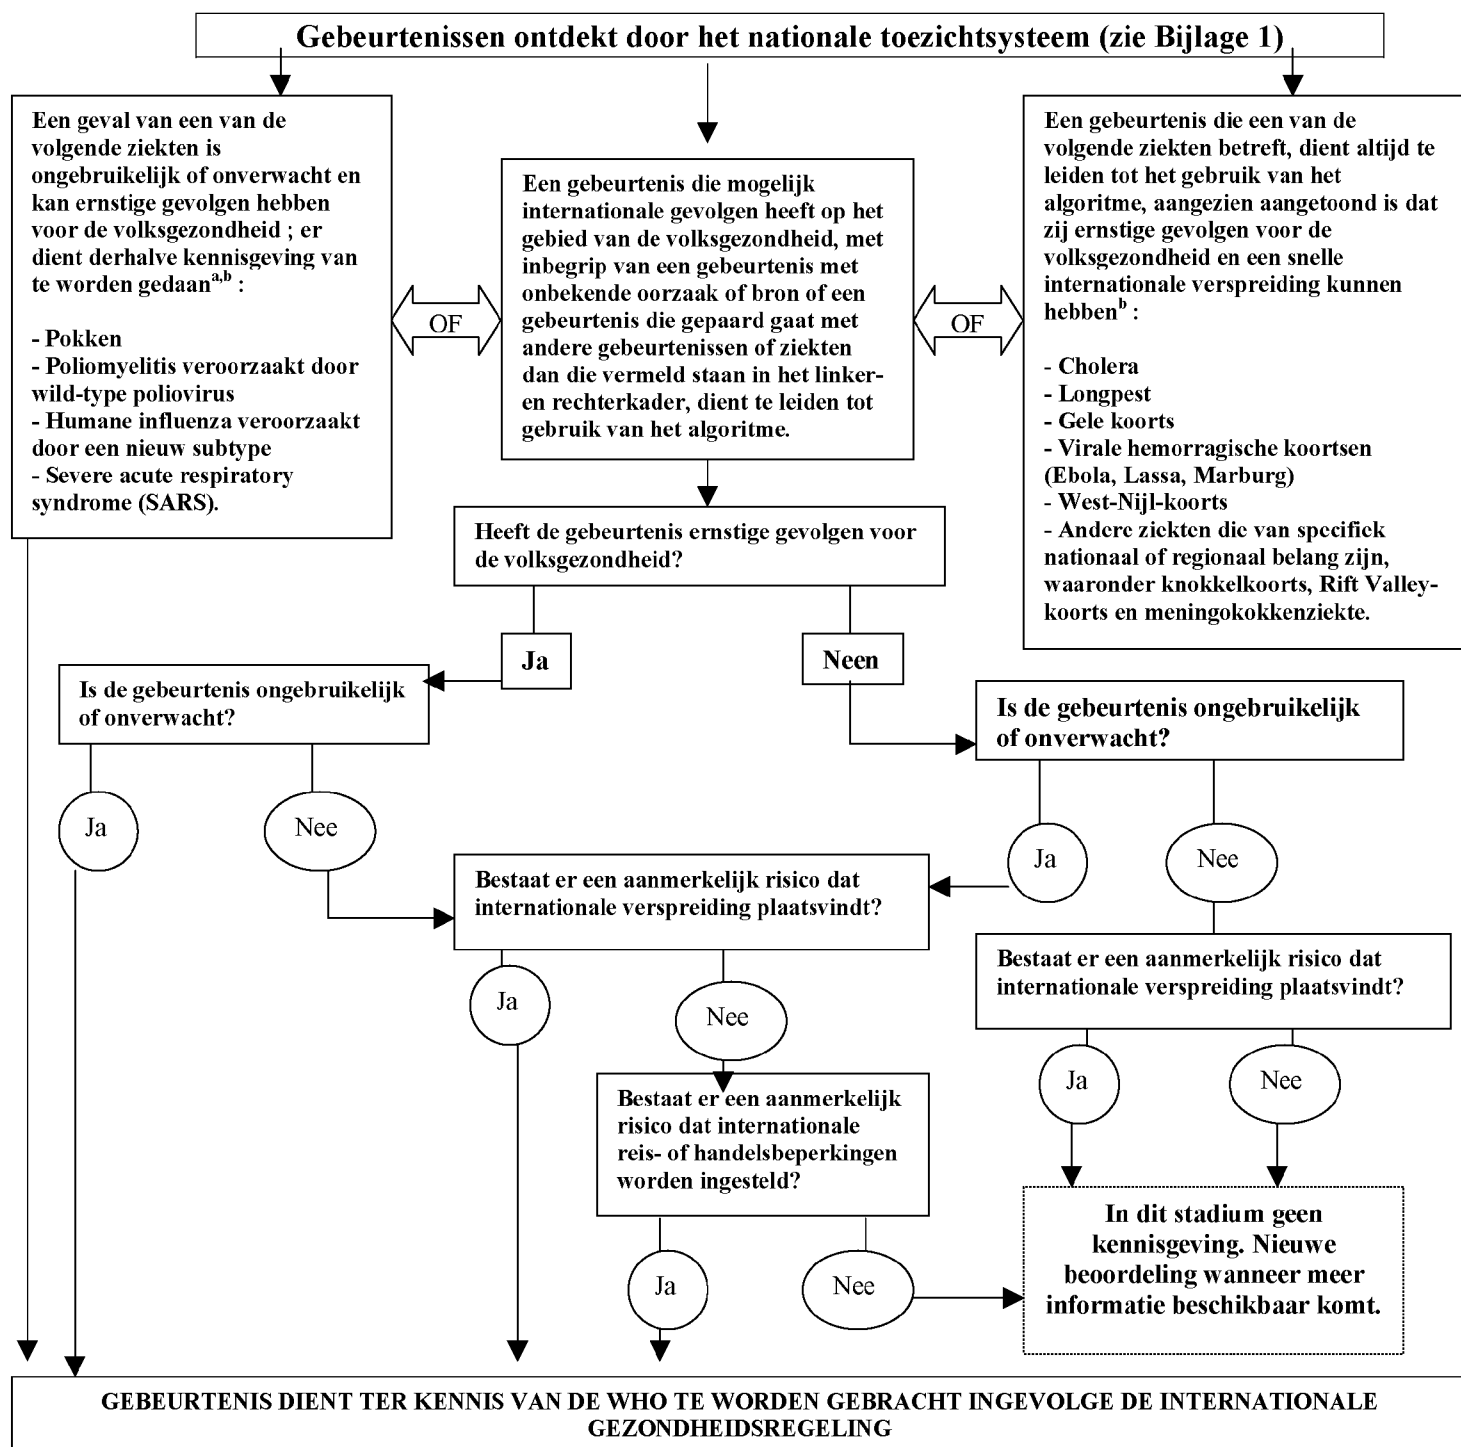 Gebeurtenissen ontdekt door het nationale toezichtsysteem (zie Bijlage 1)
Een geval van een van de
volgende ziekten is
ongebruikelijk of onverwacht en
kan ernstige gevolgen hebben
voor de volksgezondheid ; er
dient derhalve kennisgeving van
te worden gedaan^a,b :
- Pokken
- Poliomyelitis veroorzaakt door
wild-type poliovirus
- Humane influenza veroorzaakt
door een nieuw subtype
- Severe acute respiratory
syndrome (SARS).
OF
Een gebeurtenis die mogelijk
internationale gevolgen heeft op het
gebied van de volksgezondheid, met
inbegrip van een gebeurtenis met
onbekende oorzaak of bron of een
gebeurtenis die gepaard gaat met
andere gebeurtenissen of ziekten
dan die vermeld staan in het linker-
en rechterkader, dient te leiden tot
gebruik van het algoritme.
OF
Een gebeurtenis die een van de
volgende ziekten betreft, dient altijd te
leiden tot het gebruik van het
algoritme, aangezien aangetoond is dat
zij ernstige gevolgen voor de
volksgezondheid en een snelle
internationale verspreiding kunnen
hebben^b :
- Cholera
- Longpest
- Gele koorts
- Virale hemorragische koortsen
(Ebola, Lassa, Marburg)
- West-Nijl-koorts
- Andere ziekten die van specifiek
nationaal of regionaal belang zijn,
waaronder knokkelkoorts, Rift Valley-
koorts en meningokokkenziekte.
Heeft de gebeurtenis ernstige gevolgen voor
de volksgezondheid?
Ja
Neen
Is de gebeurtenis ongebruikelijk
of onverwacht?
Is de gebeurtenis ongebruikelijk
of onverwacht?
Ja
Nee
Ja
Nee
Bestaat er een aanmerkelijk risico dat
internationale verspreiding plaatsvindt?
Bestaat er een aanmerkelijk risico dat
internationale verspreiding plaatsvindt?
Ja
Nee
Ja
Nee
Bestaat er een aanmerkelijk
risico dat internationale
reis- of handelsbeperkingen
worden ingesteld?
Ja
Nee
In dit stadium geen
kennisgeving. Nieuwe
beoordeling wanneer meer
informatie beschikbaar komt.
GEBEURTENIS DIENT TER KENNIS VAN DE WHO TE WORDEN GEBRACHT INGEVOLGE DE INTERNATIONALE
GEZONDHEIDSREGELING